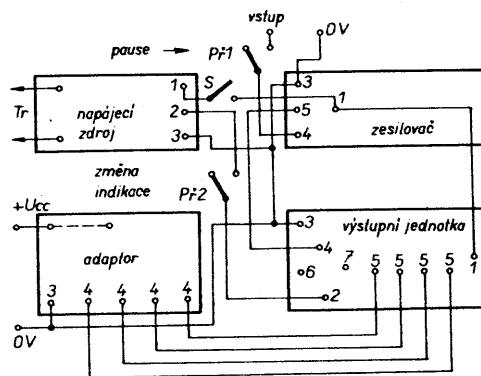 vstup
pause → Př1 0V
Tr
napájecí
zdroj
1
2
3
S
3
5
4
1
zesilovač
změna
indikace
Př2
+Ucc
adaptor
3 4 4 4 4
0V
výstupní jednotka
3
4
6 7
2
5 5 5 5 1